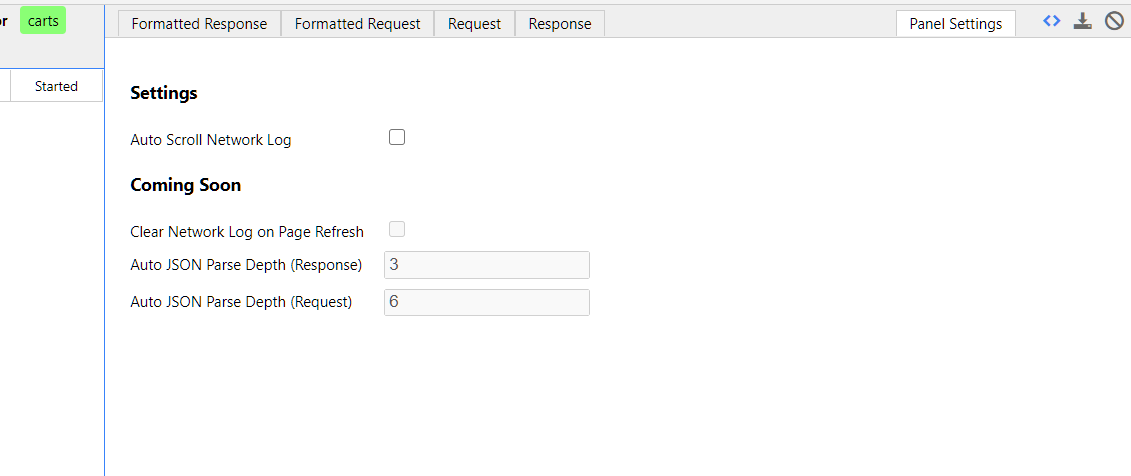 or carts
Formatted Response Formatted Request Request Response Panel Settings
Started
Settings
Auto Scroll Network Log
Coming Soon
Clear Network Log on Page Refresh
Auto JSON Parse Depth (Response) 3
Auto JSON Parse Depth (Request) 6